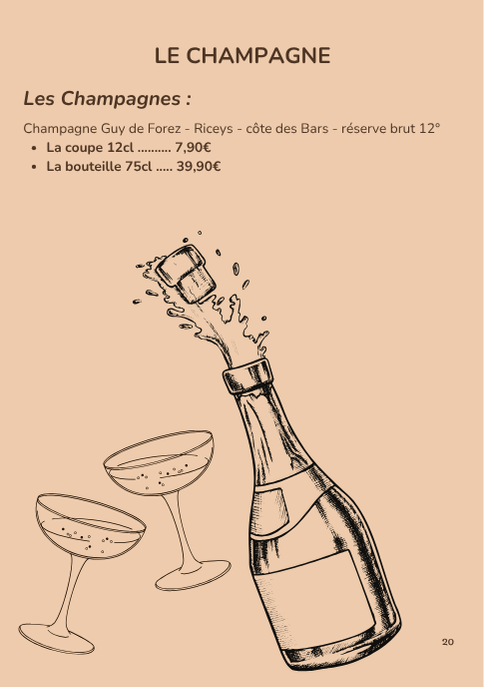 LE CHAMPAGNE
Les Champagnes :
Champagne Guy de Forez - Riceys - côte des Bars - réserve brut 12°
• La coupe 12cl .......... 7,90€
• La bouteille 75cl ..... 39,90€
20